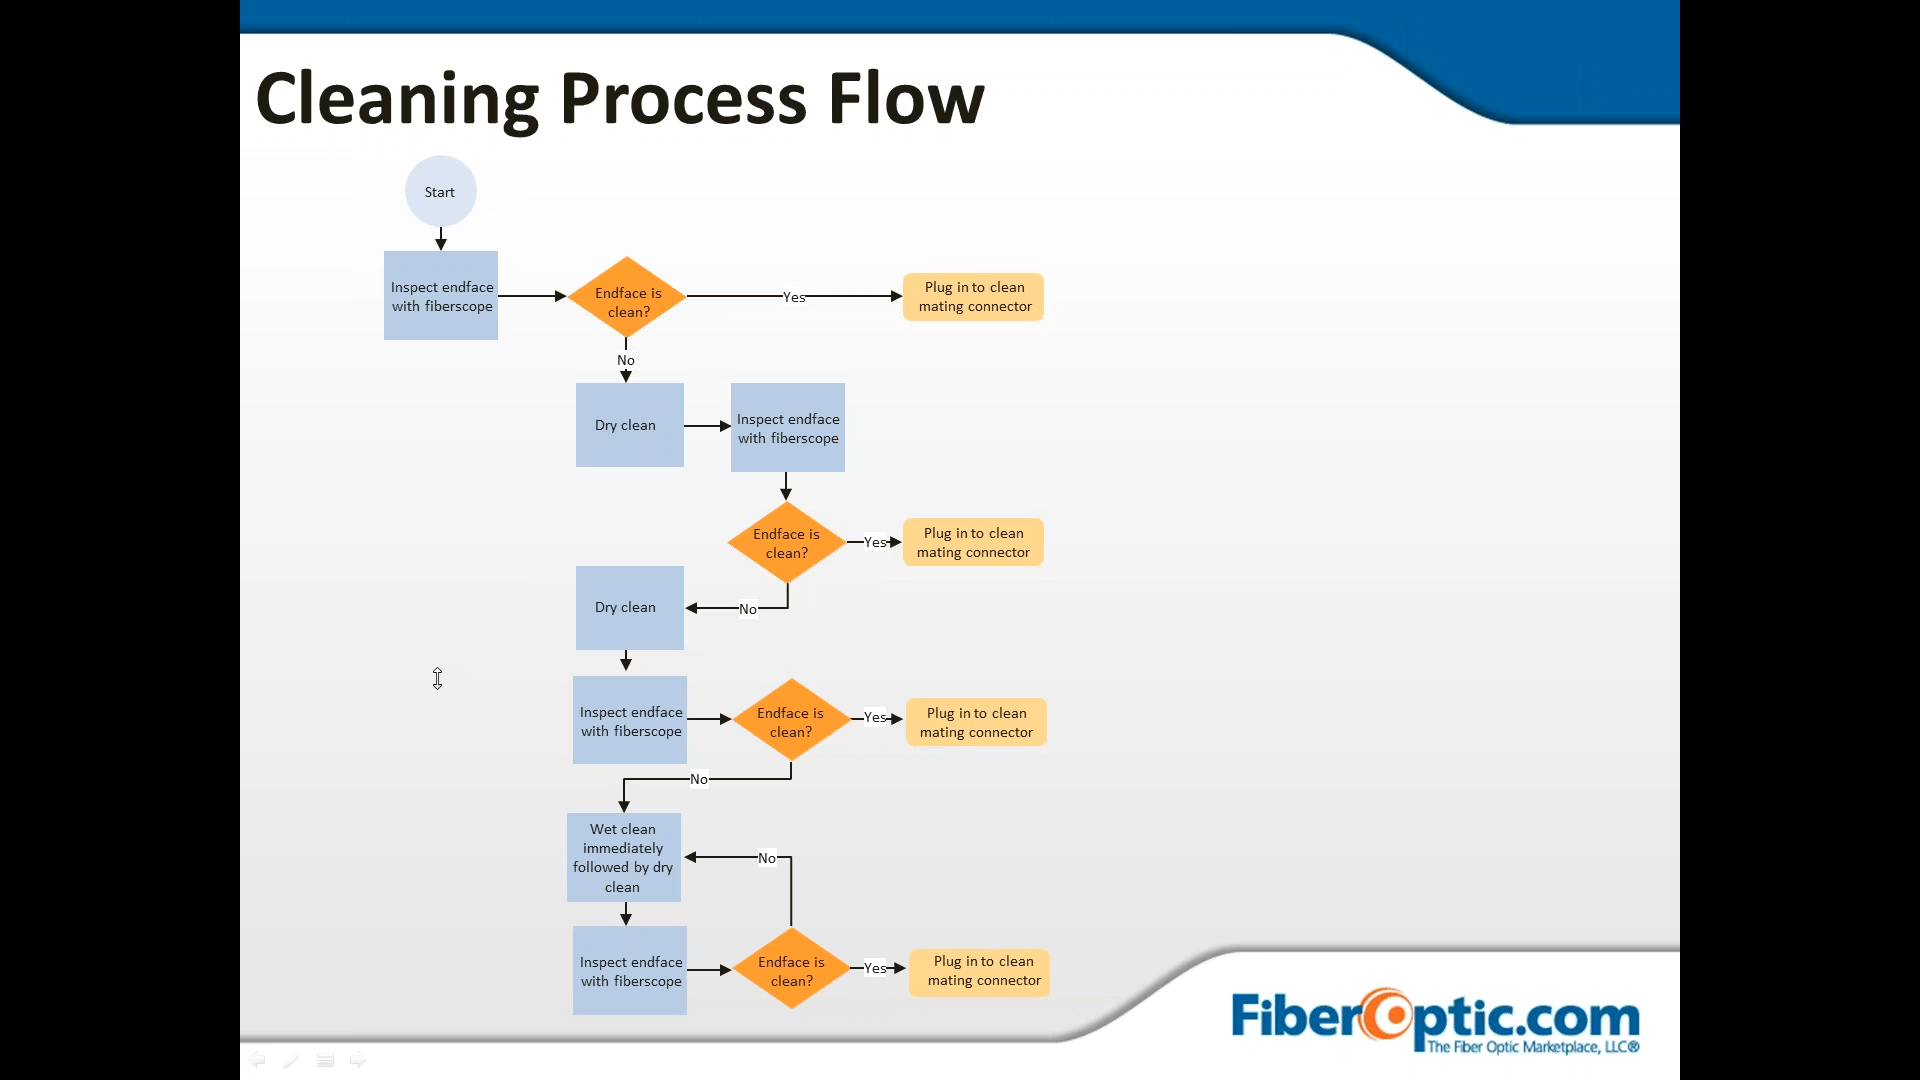 Cleaning Process Flow
Start
Inspect endface
with fiberscope
Endface is
clean?
Yes
Plug in to clean
mating connector
No
Dry clean
Inspect endface
with fiberscope
Endface is
clean?
Yes
Plug in to clean
mating connector
No
Dry clean
Inspect endface
with fiberscope
Endface is
clean?
Yes
Plug in to clean
mating connector
No
Wet clean
immediately
followed by dry
clean
No
Inspect endface
with fiberscope
Endface is
clean?
Yes
Plug in to clean
mating connector
FiberOptic.com
The Fiber Optic Marketplace, LLC®